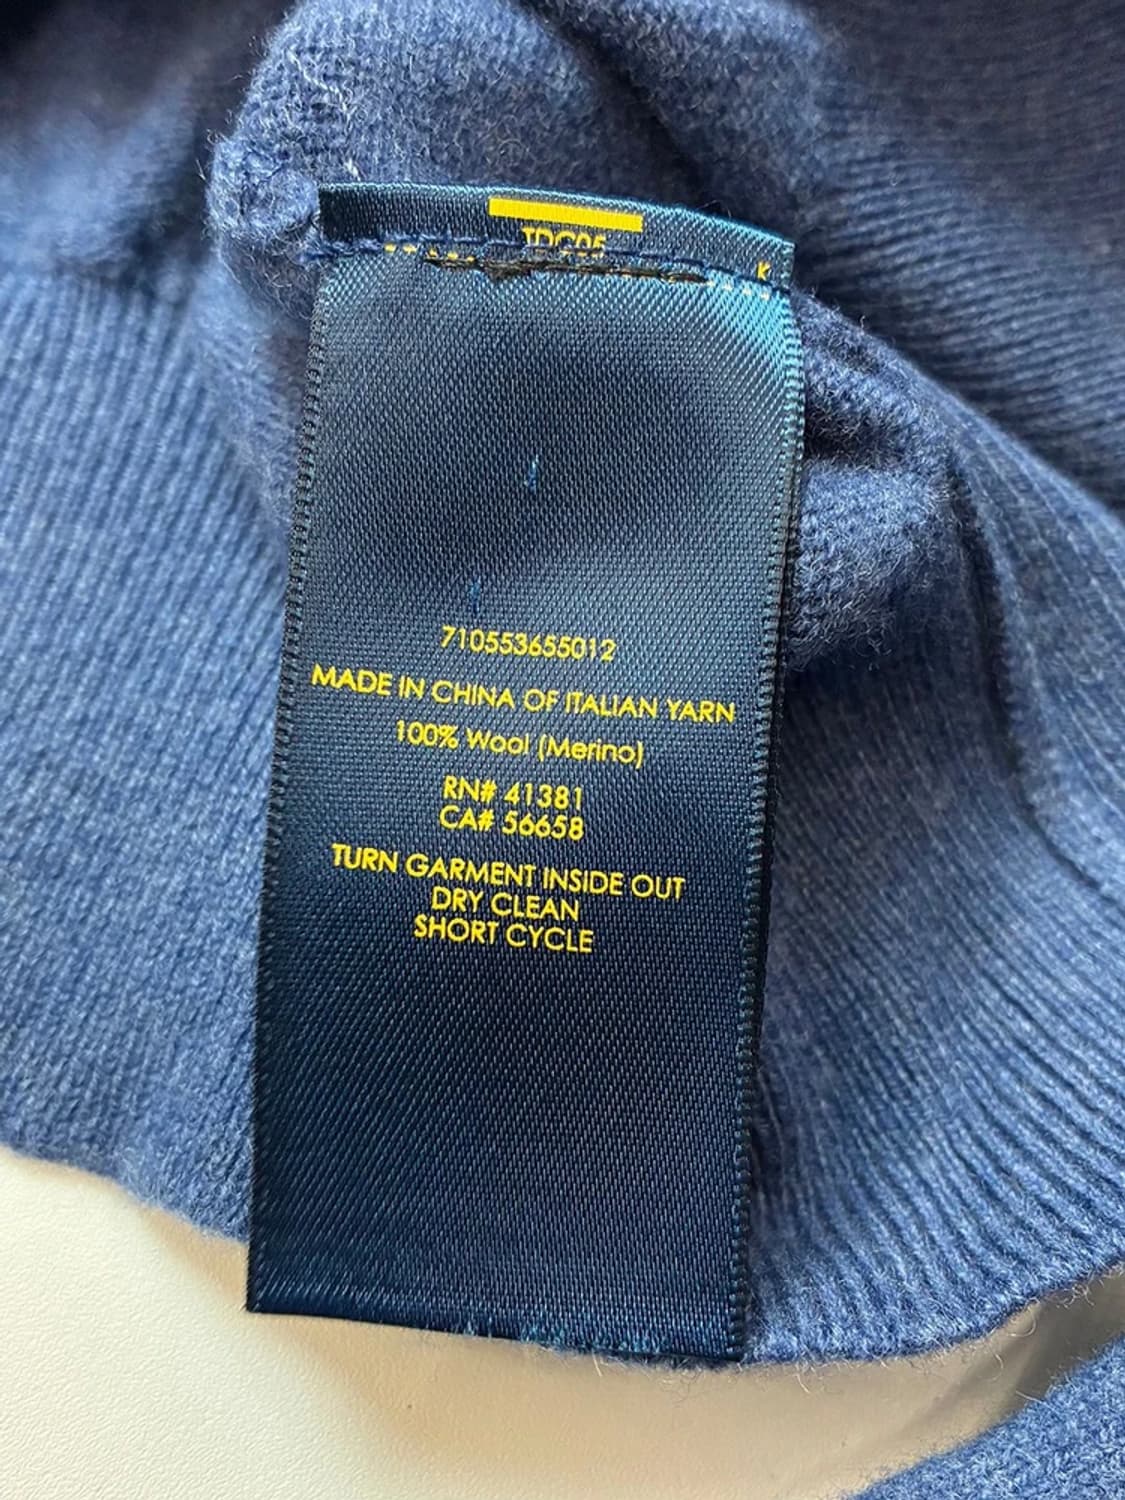 K
710553655012
MADE IN CHINA OF ITALIAN YARN
100% Wool (Merino)
RN# 41381
CA# 56658
TURN GARMENT INSIDE OUT
DRY CLEAN
SHORT CYCLE